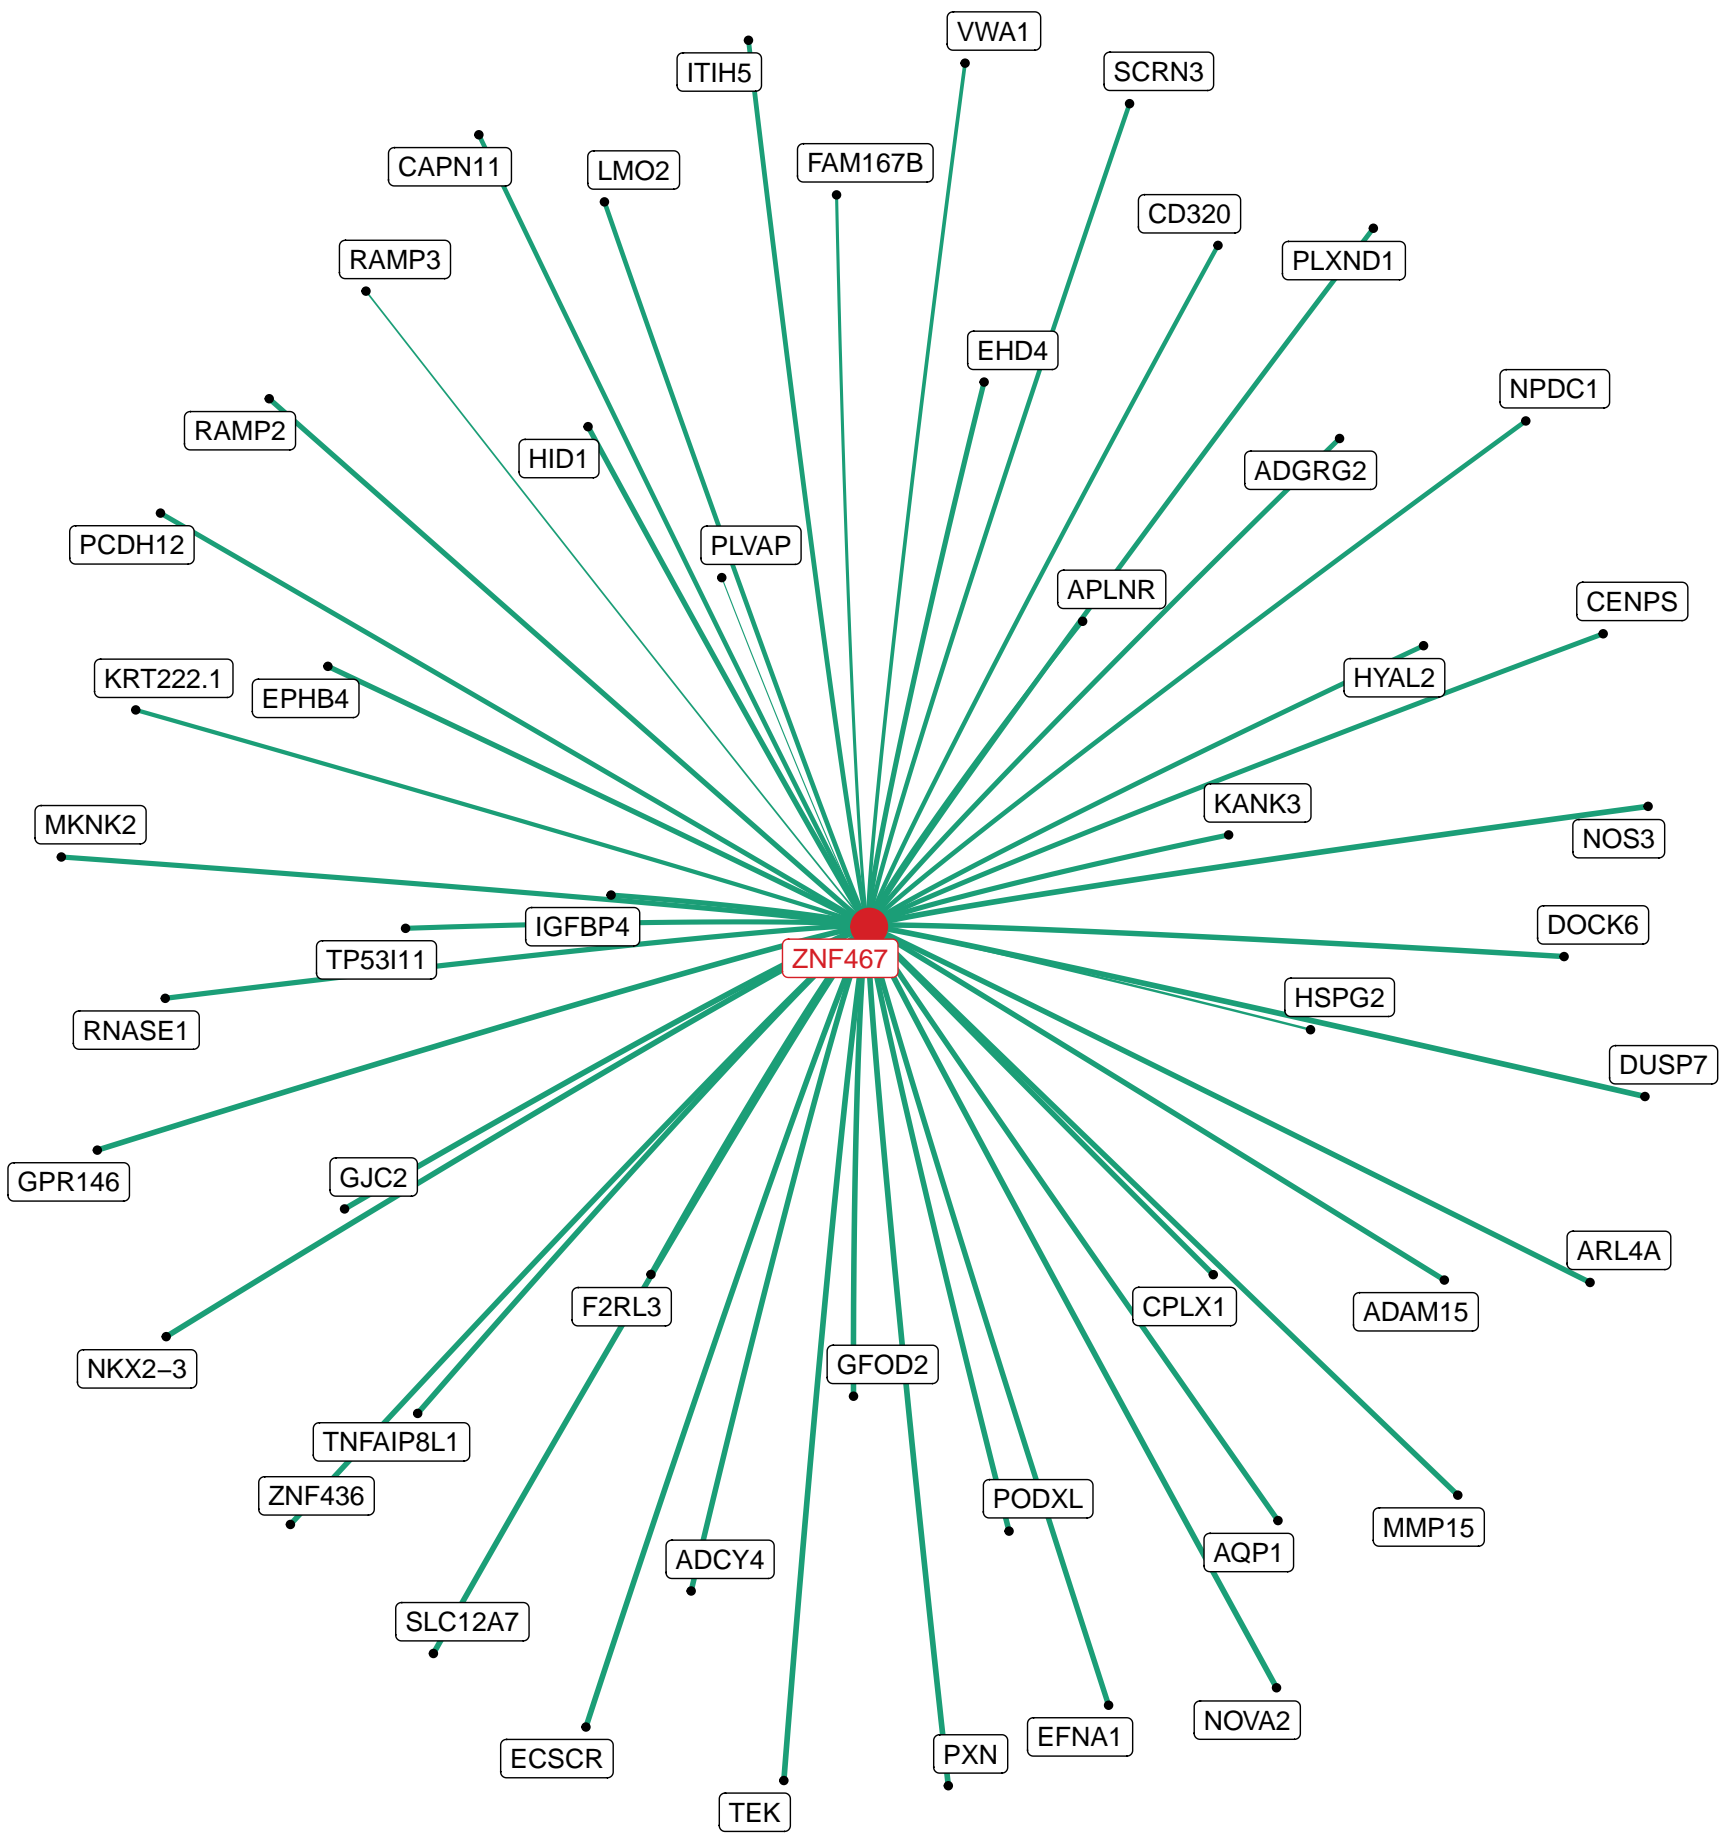 VWA1
ITIH5
SCRN3
FAM167B
CAPN11
LMO2
CD320
RAMP3
PLXND1
EHD4
NPDC1
RAMP2
HID1
ADGRG2
PCDH12
PLVAP
APLNR
CENPS
KRT222.1
HYAL2
EPHB4
KANK3
MKNK2
NOS3
DOCK6
IGFBP4
ZNF467
TP53I11
HSPG2
RNASE1
DUSP7
GJC2
GPR146
ARL4A
F2RL3
CPLX1
ADAM15
GFOD2
NKX2−3
TNFAIP8L1
ZNF436
PODXL
MMP15
AQP1
ADCY4
SLC12A7
NOVA2
EFNA1
PXN
ECSCR
TEK